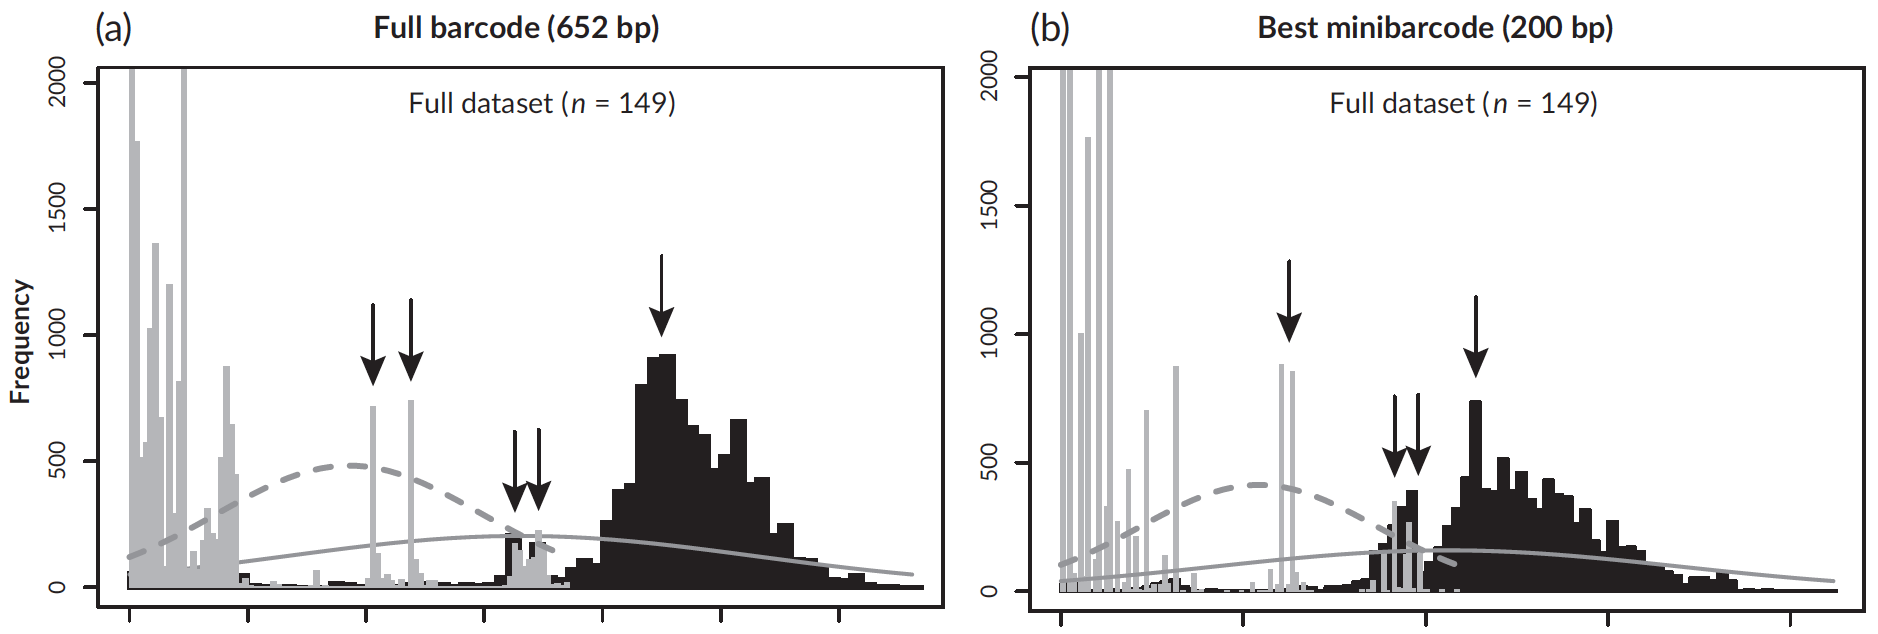 (a) Full barcode (652 bp)
Full dataset (n = 149)
Frequency
2000
1500
1000
500
0
(b) Best minibarcode (200 bp)
Full dataset (n = 149)
2000
1500
1000
500
0